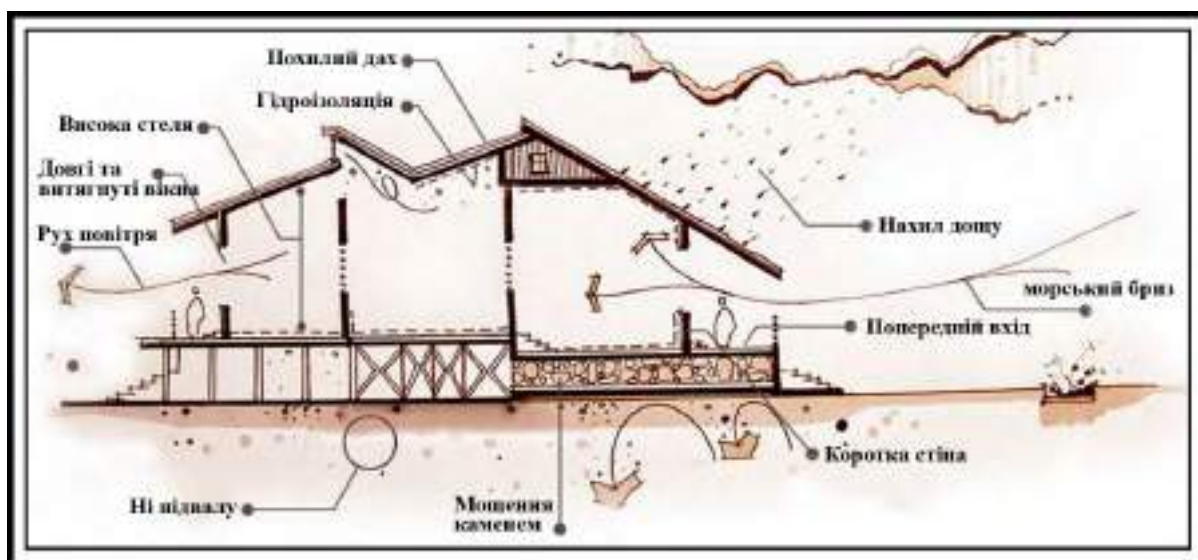 Похилий дах
Гідроізоляція
Висока стеля
Довгі та
витягнуті вікна
Рух повітря
Нахил дощу
морський бриз
Попередній вхід
Коротка стіна
Ні підвалу
Мощення
каменем